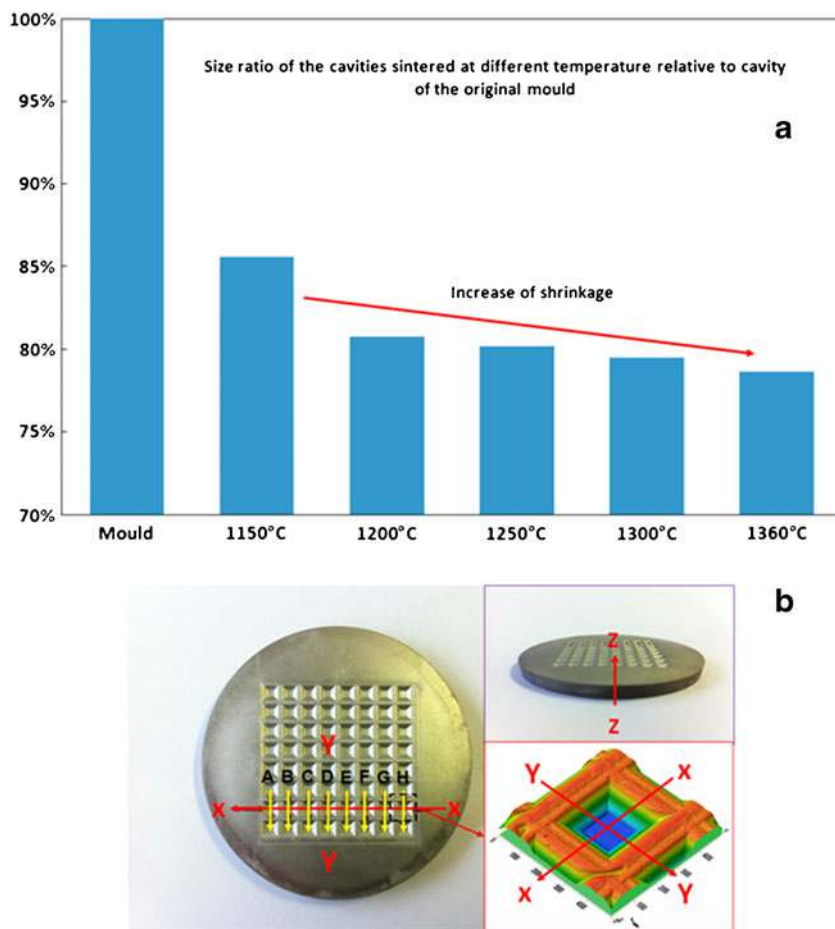 100%
Size ratio of the cavities sintered at different temperature relative to cavity
of the original mould
95%
a
90%
85%
Increase of shrinkage
80%
75%
70%
Mould 1150°C 1200°C 1250°C 1300°C 1360°C
b
Z
Z
Y
A B C D E F G H
X X
Y
Y X
X Y